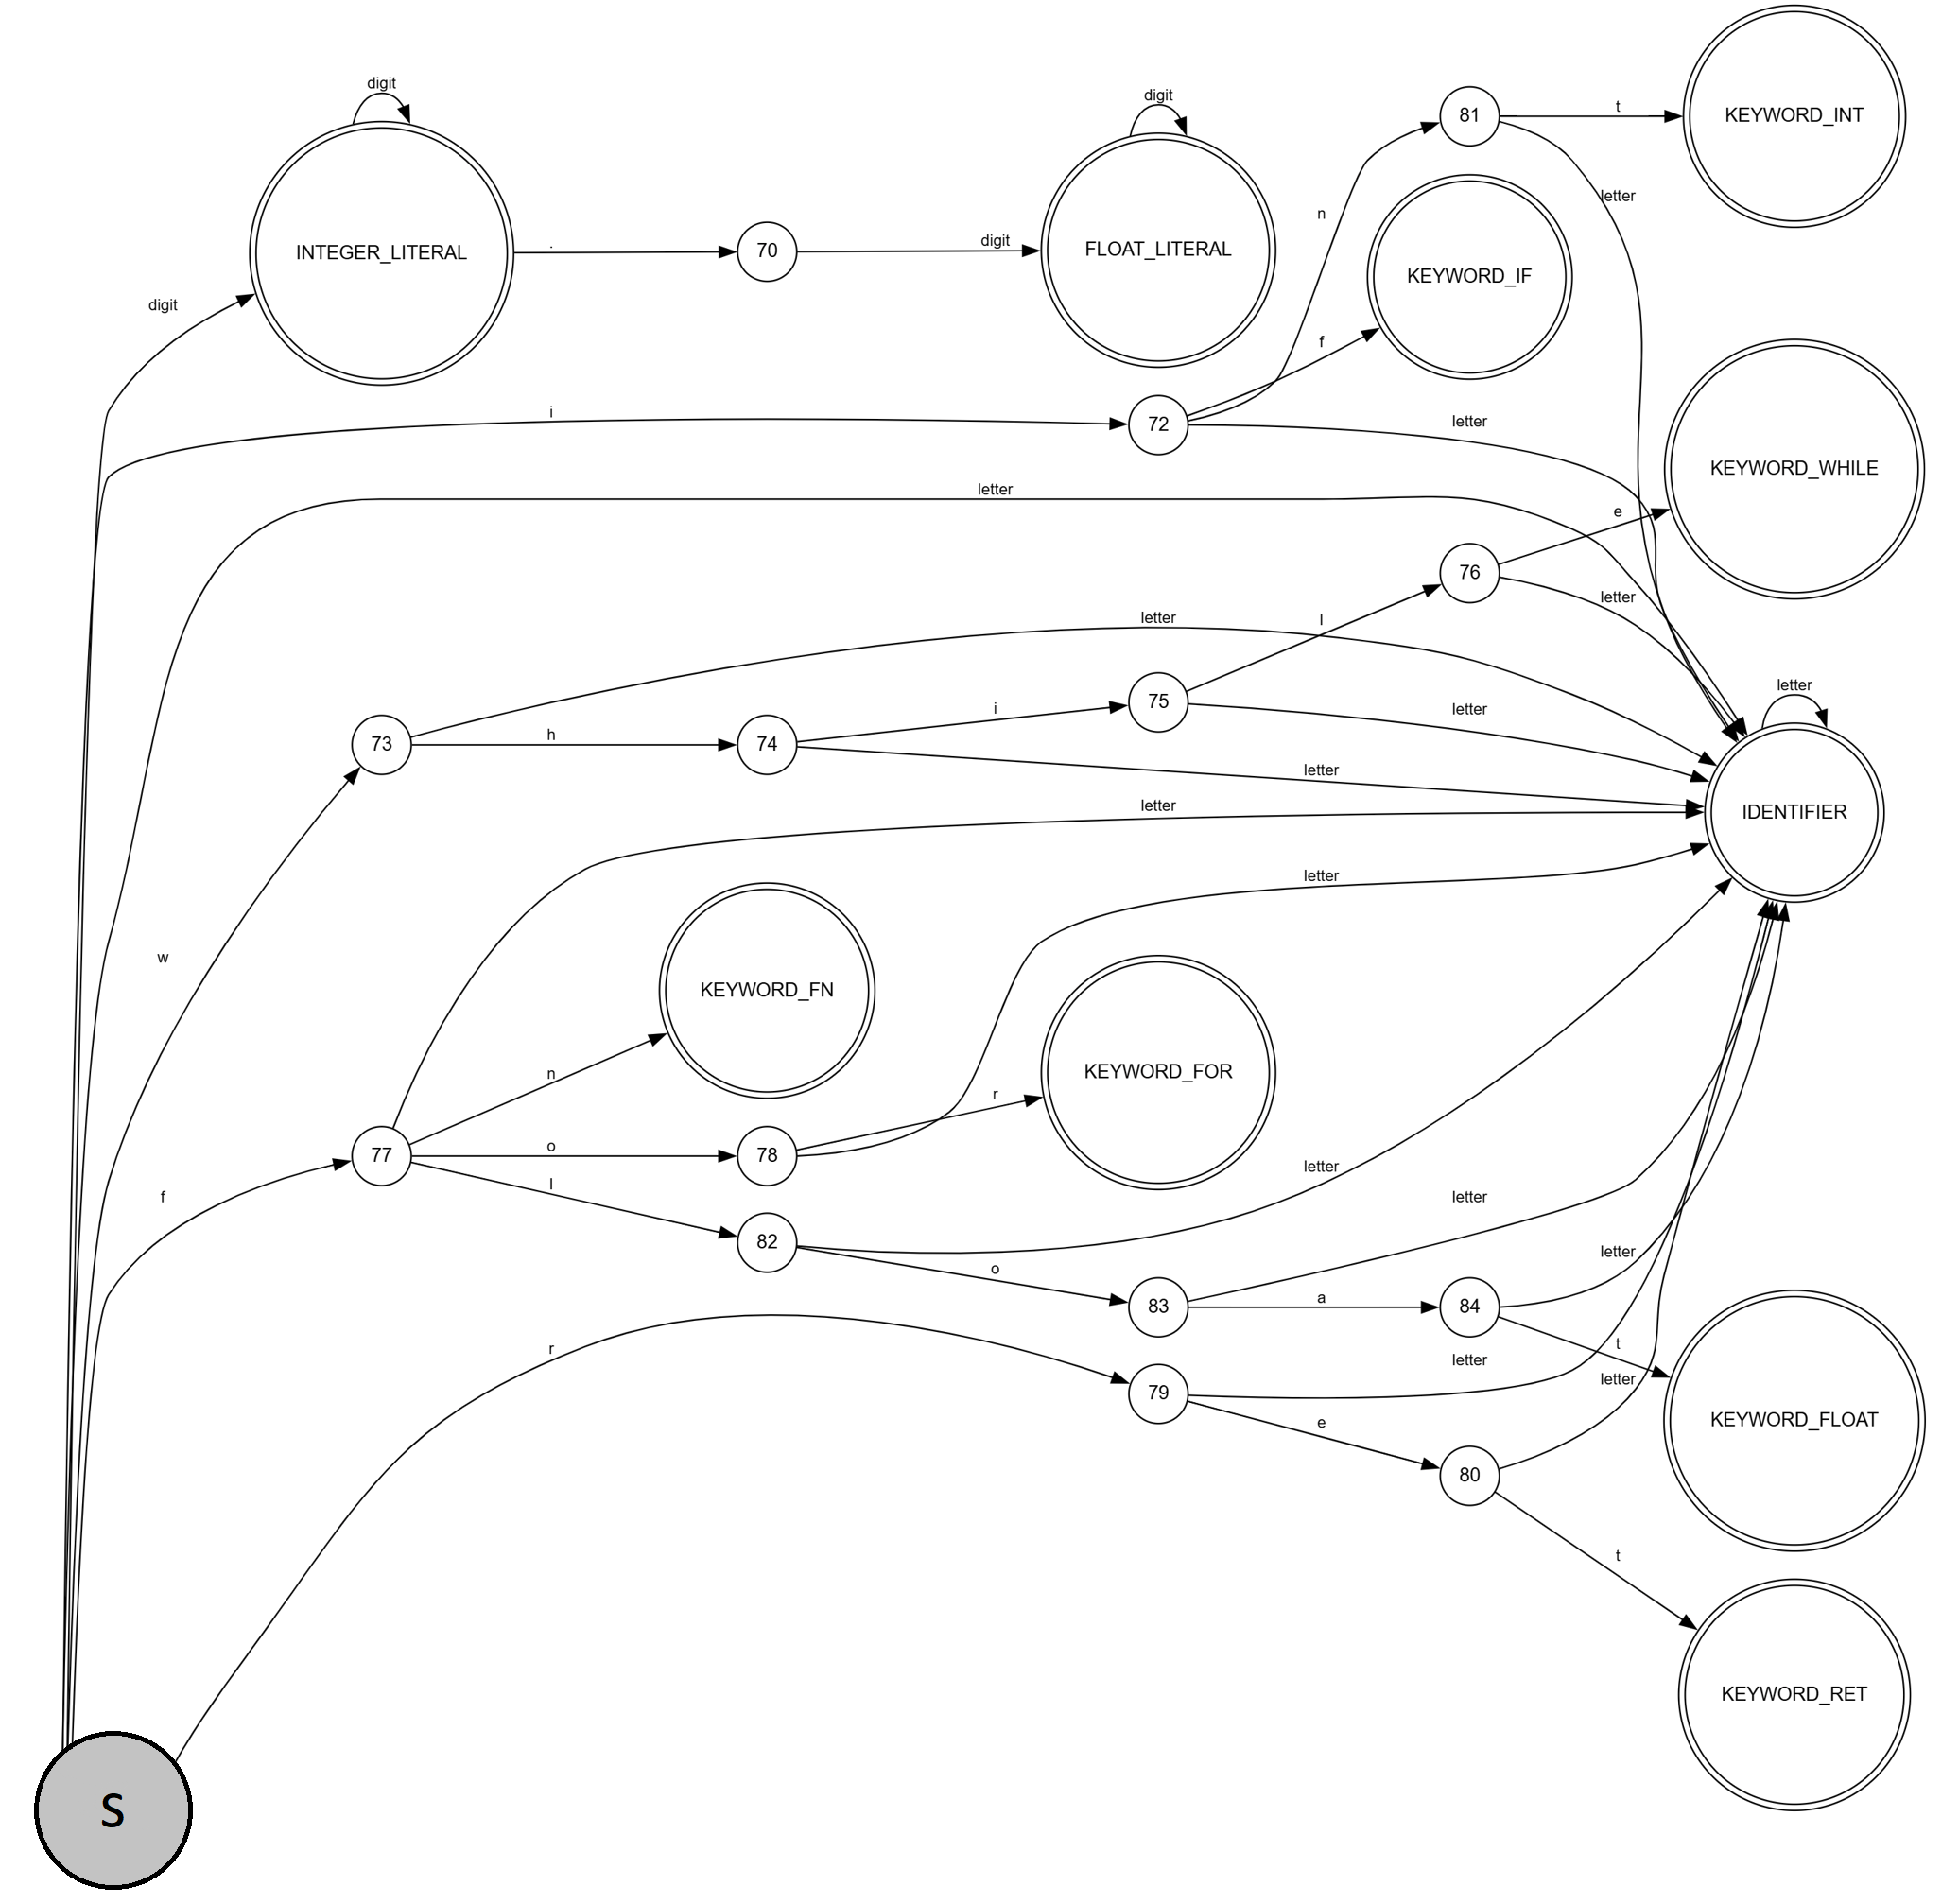 digit
digit
81
t
KEYWORD_INT
letter
n
INTEGER_LITERAL
.
70
digit
FLOAT_LITERAL
KEYWORD_IF
digit
f
i
72
letter
KEYWORD_WHILE
letter
e
76
letter
letter
l
75
letter
letter
73
h
74
i
letter
IDENTIFIER
letter
letter
w
KEYWORD_FN
n
KEYWORD_FOR
r
77
o
78
letter
f
l
82
letter
letter
o
83
a
84
r
t
letter
letter
79
KEYWORD_FLOAT
e
80
t
KEYWORD_RET
S